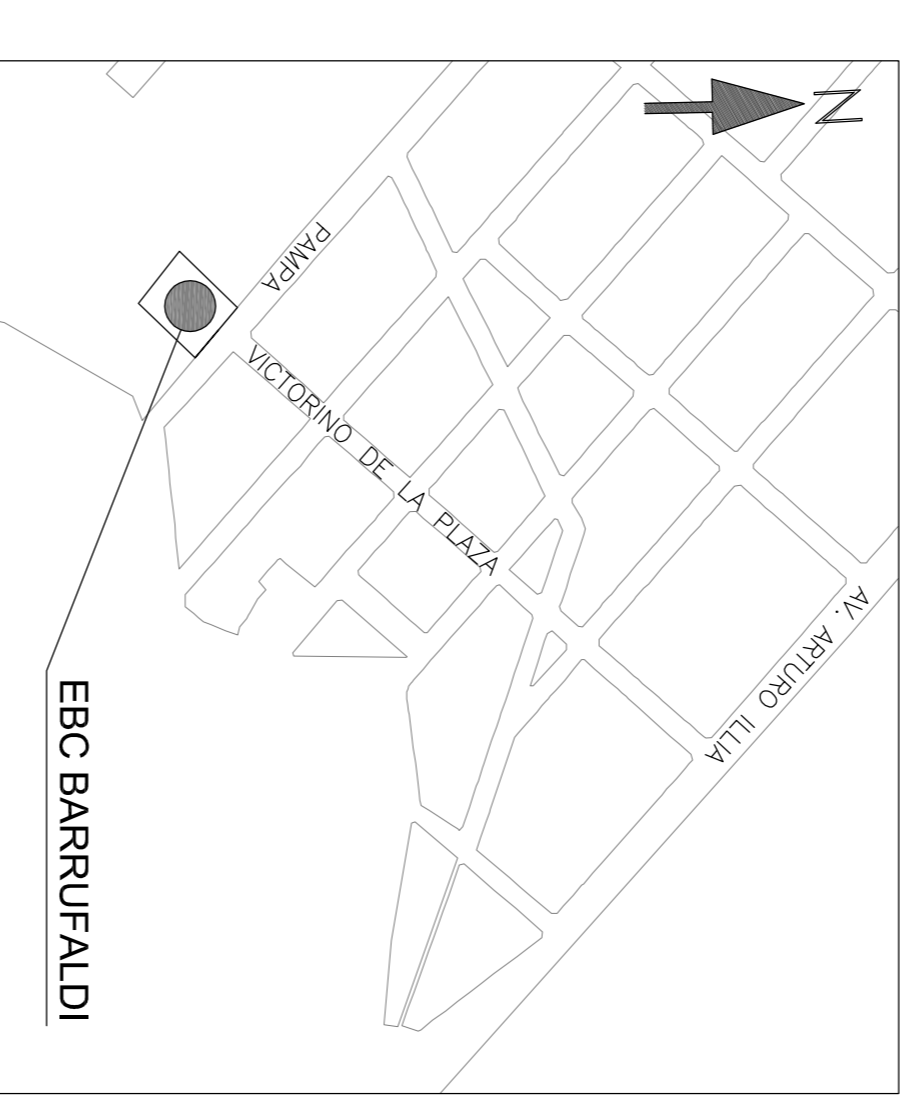 N
PAMPA
VICTORINO DE LA PLAZA
AV. ARTURO ILLIA
EBC BARRUFALDI